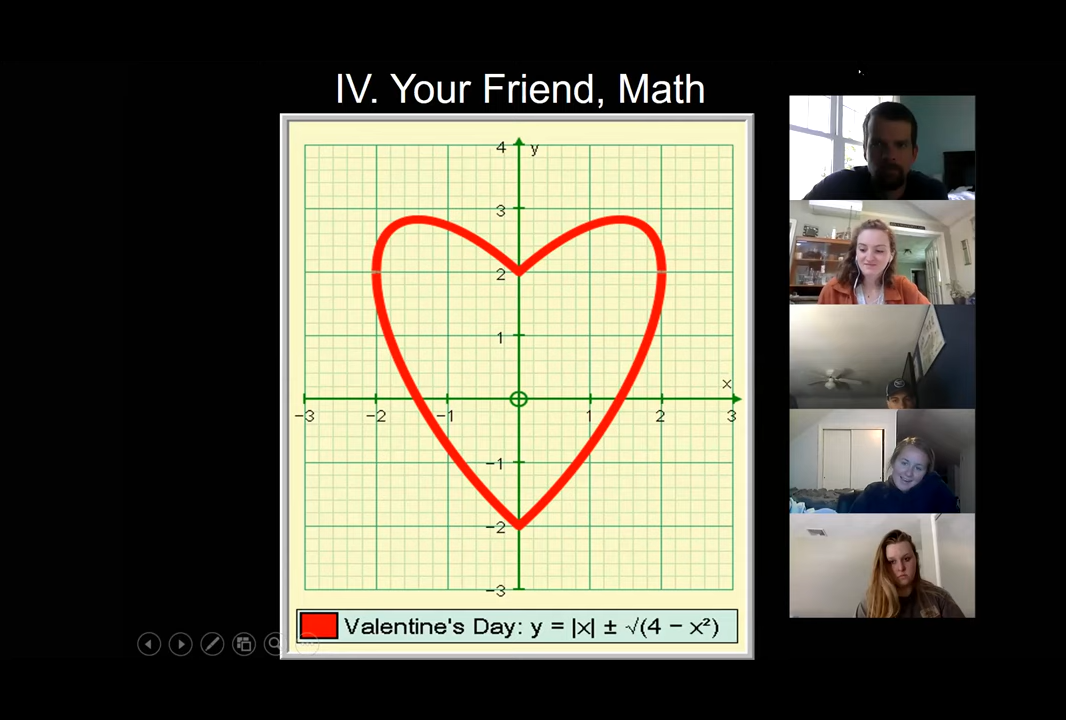 IV. Your Friend, Math
4 y
3
2
1
x
−3 −2 −1 1 2 3
−1
−2
−3
Valentine's Day: y = |x| ± √(4 − x²)